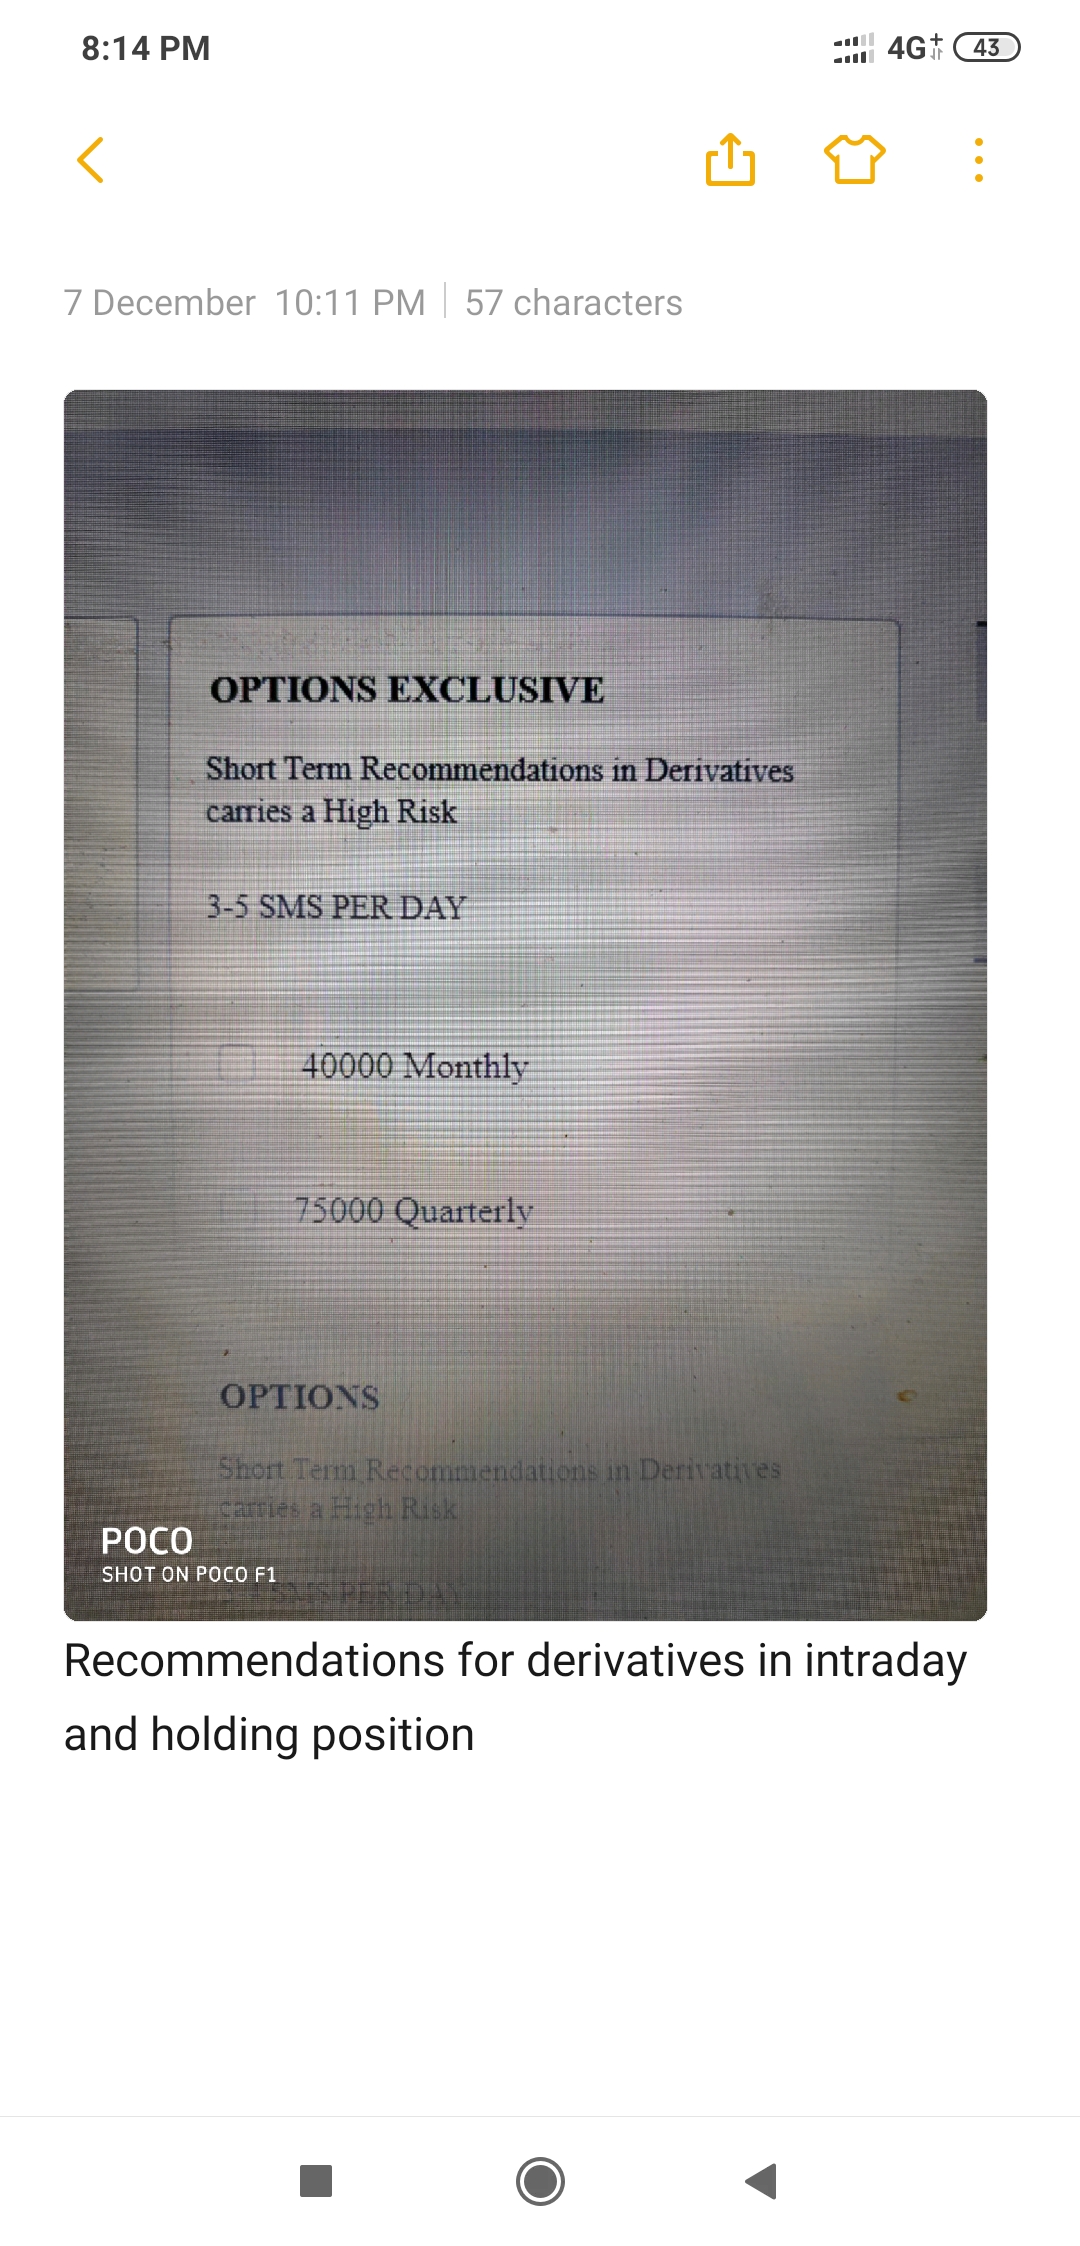 8:14 PM
4G+ 43
7 December 10:11 PM | 57 characters
OPTIONS EXCLUSIVE
Short Term Recommendations in Derivatives
carries a High Risk
3-5 SMS PER DAY
40000 Monthly
75000 Quarterly
OPTIONS
Short Term Recommendations in Derivatives
carries a High Risk
POCO
SHOT ON POCO F1
SMS PER DAY
Recommendations for derivatives in intraday
and holding position